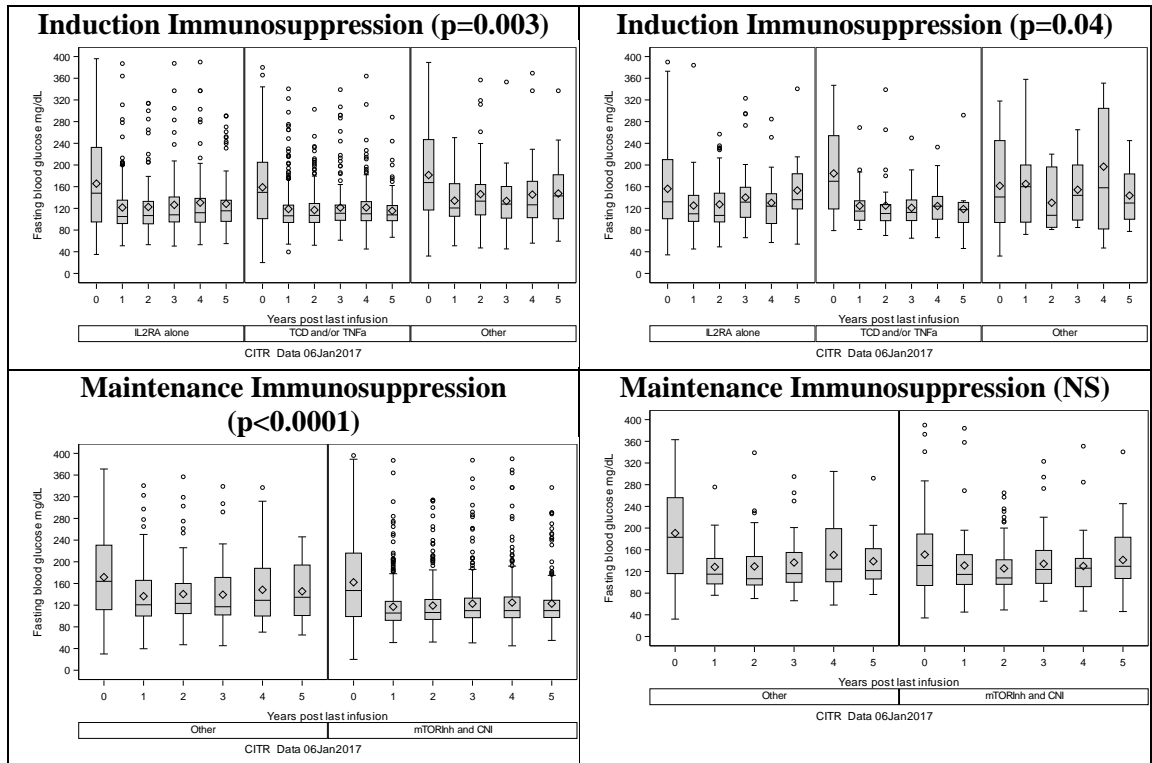 Induction Immunosuppression (p=0.003)
Fasting blood glucose mg/dL
400
360
320
280
240
200
160
120
80
40
0
0 1 2 3 4 5 0 1 2 3 4 5 0 1 2 3 4 5
Years post last infusion
IL2RA alone TCD and/or TNFa Other
CITR Data 06Jan2017
Induction Immunosuppression (p=0.04)
Fasting blood glucose mg/dL
400
360
320
280
240
200
160
120
80
40
0
0 1 2 3 4 5 0 1 2 3 4 5 0 1 2 3 4 5
Years post last infusion
IL2RA alone TCD and/or TNFa Other
CITR Data 06Jan2017
Maintenance Immunosuppression
(p<0.0001)
Fasting blood glucose mg/dL
400
360
320
280
240
200
160
120
80
40
0
0 1 2 3 4 5 0 1 2 3 4 5
Years post last infusion
Other mTORInh and CNI
CITR Data 06Jan2017
Maintenance Immunosuppression (NS)
Fasting blood glucose mg/dL
400
360
320
280
240
200
160
120
80
40
0
0 1 2 3 4 5 0 1 2 3 4 5
Years post last infusion
Other mTORInh and CNI
CITR Data 06Jan2017